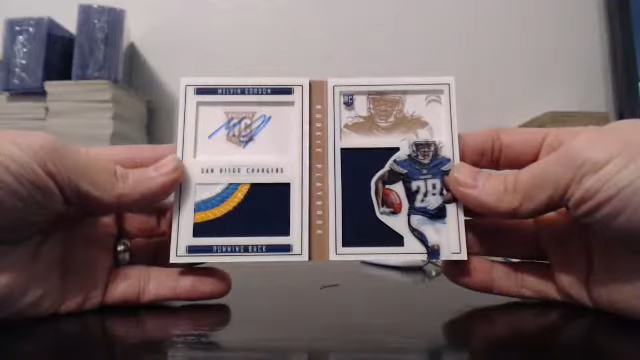 MELVIN GORDON
SAN DIEGO CHARGERS
RUNNING BACK
ROOKIE PLAYBOOK
RC
28